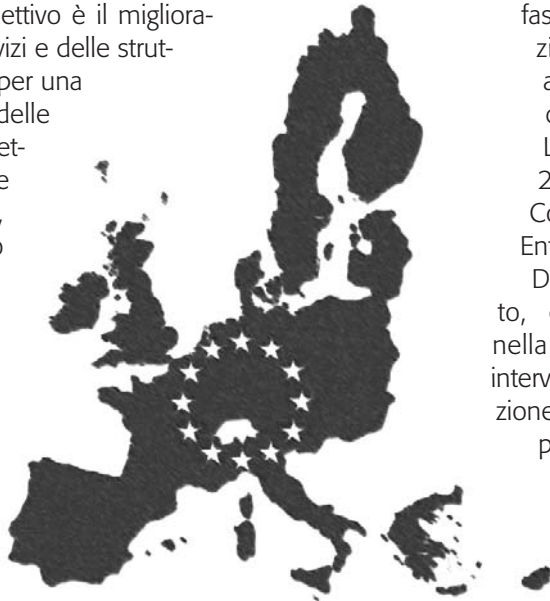 ettivo è il migliora-
vizi e delle strut-
per una
delle
et-
e
fas
zi
a
L
2
Co
Ent
D
to,
nella
interv
zione
p